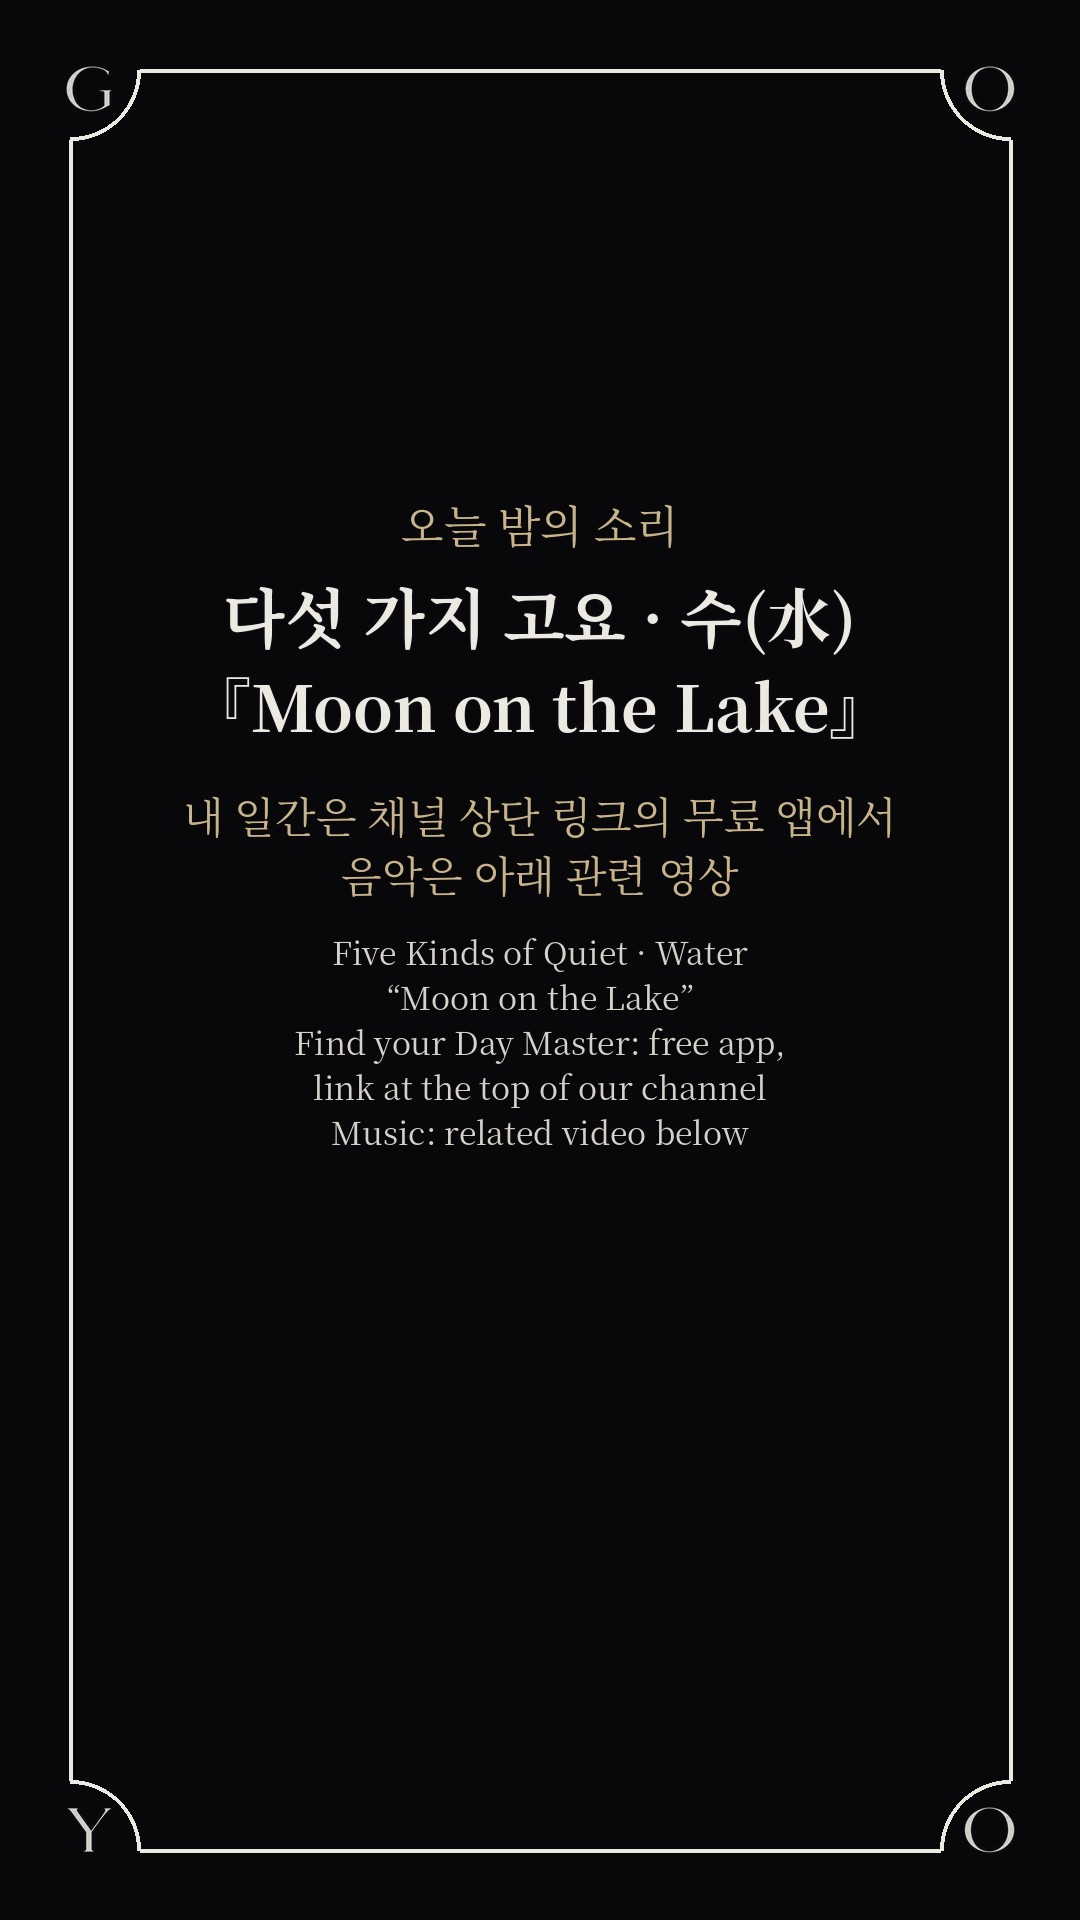 G O
오늘 밤의 소리
다섯 가지 고요 · 수(水)
『Moon on the Lake』
내 일간은 채널 상단 링크의 무료 앱에서
음악은 아래 관련 영상
Five Kinds of Quiet · Water
“Moon on the Lake”
Find your Day Master: free app,
link at the top of our channel
Music: related video below
Y O